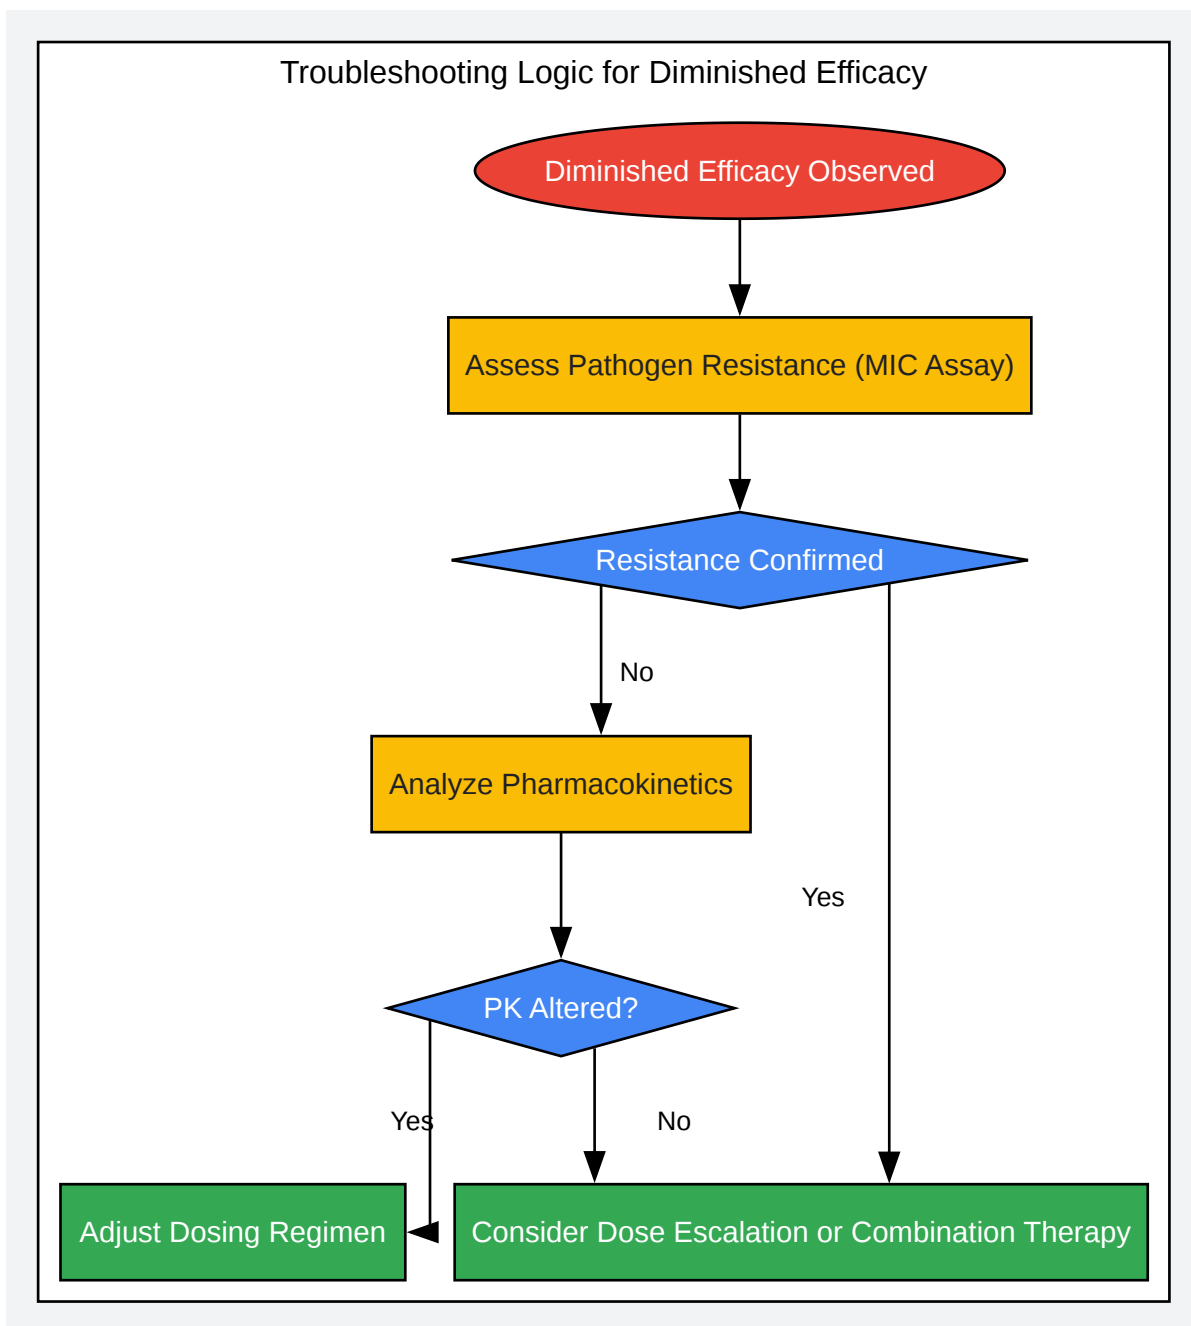 Troubleshooting Logic for Diminished Efficacy
Diminished Efficacy Observed
Assess Pathogen Resistance (MIC Assay)
Resistance Confirmed
No
Analyze Pharmacokinetics
Yes
PK Altered?
Yes
No
Adjust Dosing Regimen
Consider Dose Escalation or Combination Therapy